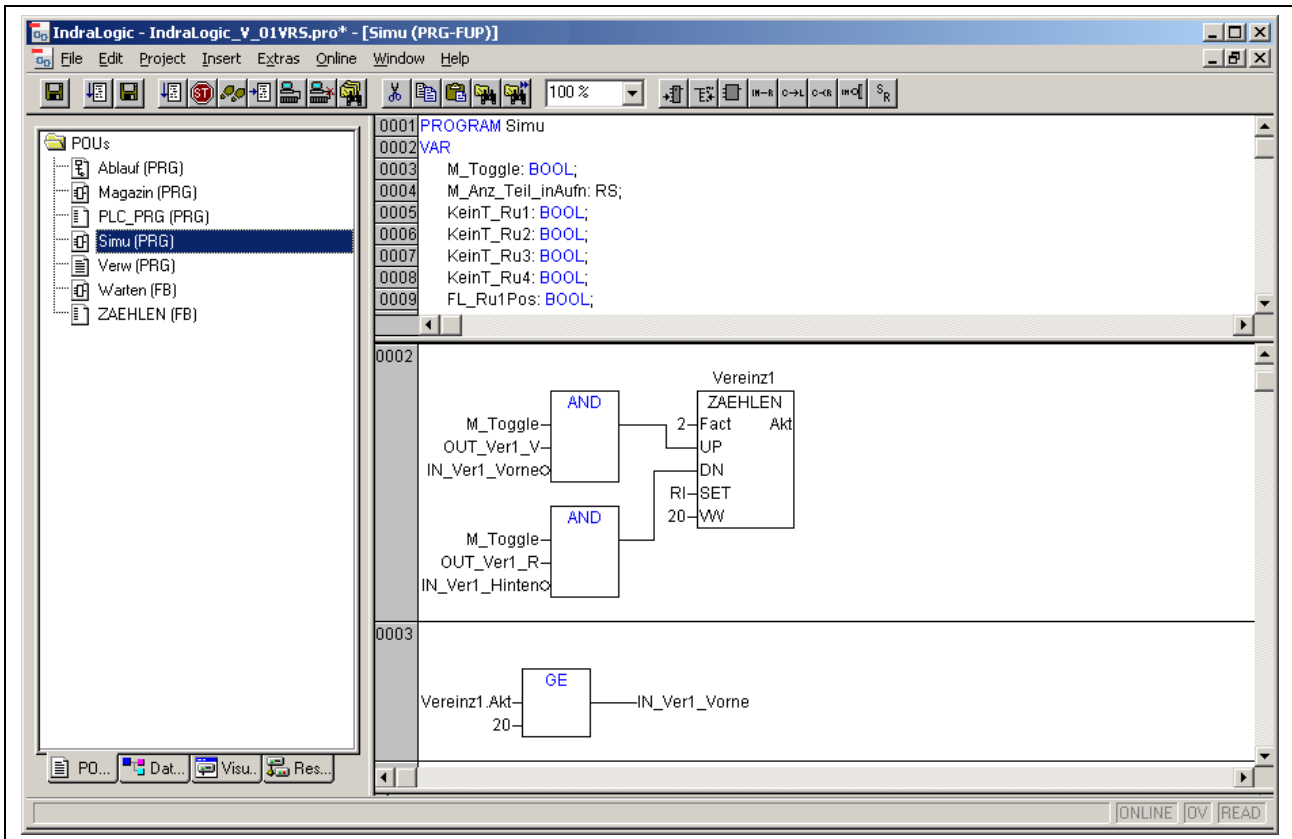 IndraLogic - IndraLogic_V_01VRS.pro* - [Simu (PRG-FUP)]
File Edit Project Insert Extras Online Window Help
100 %
POUs
Ablauf (PRG)
Magazin (PRG)
PLC_PRG (PRG)
Simu (PRG)
Verw (PRG)
Warten (FB)
ZAEHLEN (FB)
PO... Dat... Visu.. Res...
0001 PROGRAM Simu
0002 VAR
0003 M_Toggle: BOOL;
0004 M_Anz_Teil_inAufn: RS;
0005 KeinT_Ru1: BOOL;
0006 KeinT_Ru2: BOOL;
0007 KeinT_Ru3: BOOL;
0008 KeinT_Ru4: BOOL;
0009 FL_Ru1Pos: BOOL;
0002
Vereinz1
AND ZAEHLEN
M_Toggle 2 Fact Akt
OUT_Ver1_V UP
IN_Ver1_Vorne DN
RI SET
AND 20 VW
M_Toggle
OUT_Ver1_R
IN_Ver1_Hinten
0003
GE
Vereinz1.Akt IN_Ver1_Vorne
20
ONLINE OV READ